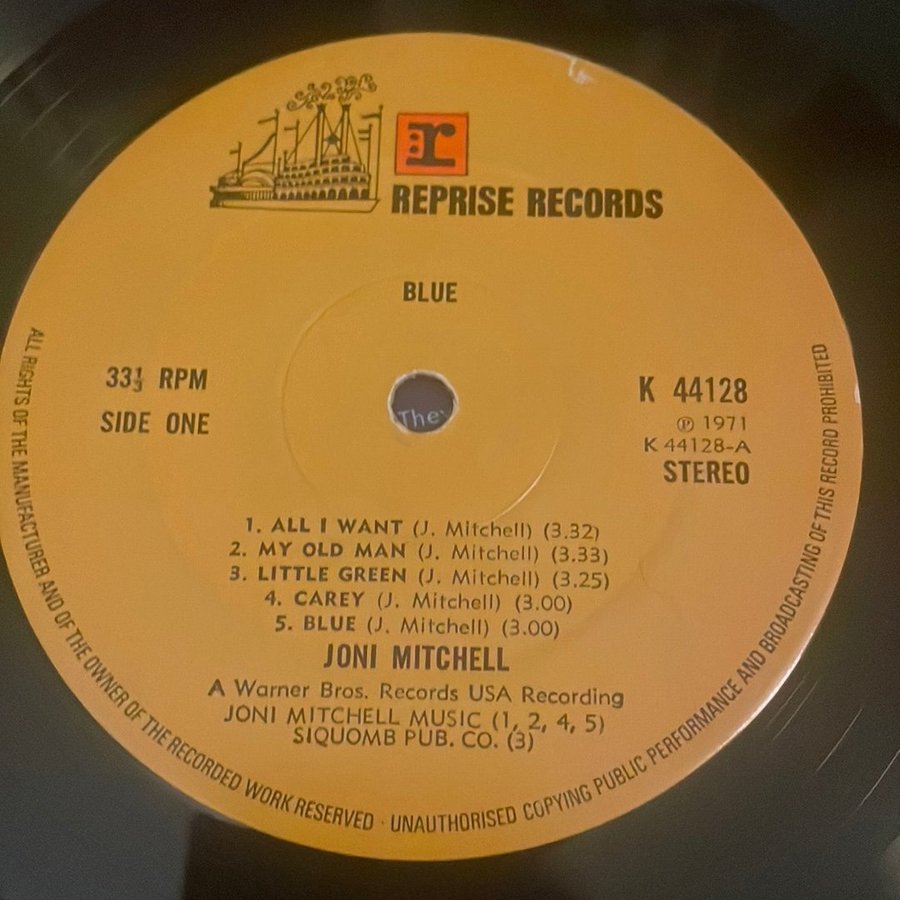 r
REPRISE RECORDS
BLUE
33⅓ RPM
SIDE ONE
K 44128
℗ 1971
K 44128-A
STEREO
The
1. ALL I WANT (J. Mitchell) (3.32)
2. MY OLD MAN (J. Mitchell) (3.33)
3. LITTLE GREEN (J. Mitchell) (3.25)
4. CAREY (J. Mitchell) (3.00)
5. BLUE (J. Mitchell) (3.00)
JONI MITCHELL
A Warner Bros. Records USA Recording
JONI MITCHELL MUSIC (1, 2, 4, 5)
SIQUOMB PUB. CO. (3)
ALL RIGHTS OF THE MANUFACTURER AND OF THE OWNER OF THE RECORDED WORK RESERVED · UNAUTHORISED COPYING PUBLIC PERFORMANCE AND BROADCASTING OF THIS RECORD PROHIBITED